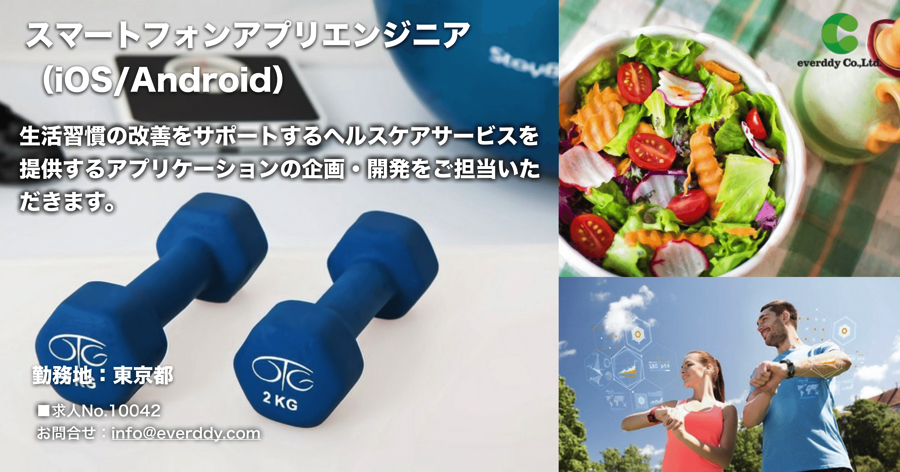 スマートフォンアプリエンジニア
（iOS/Android）
everddy Co.,Ltd
生活習慣の改善をサポートするヘルスケアサービスを
提供するアプリケーションの企画・開発をご担当いた
だきます。
OTG
KG
OTG
2 KG
勤務地：東京都
■求人No.10042
お問合せ：info@everddy.com